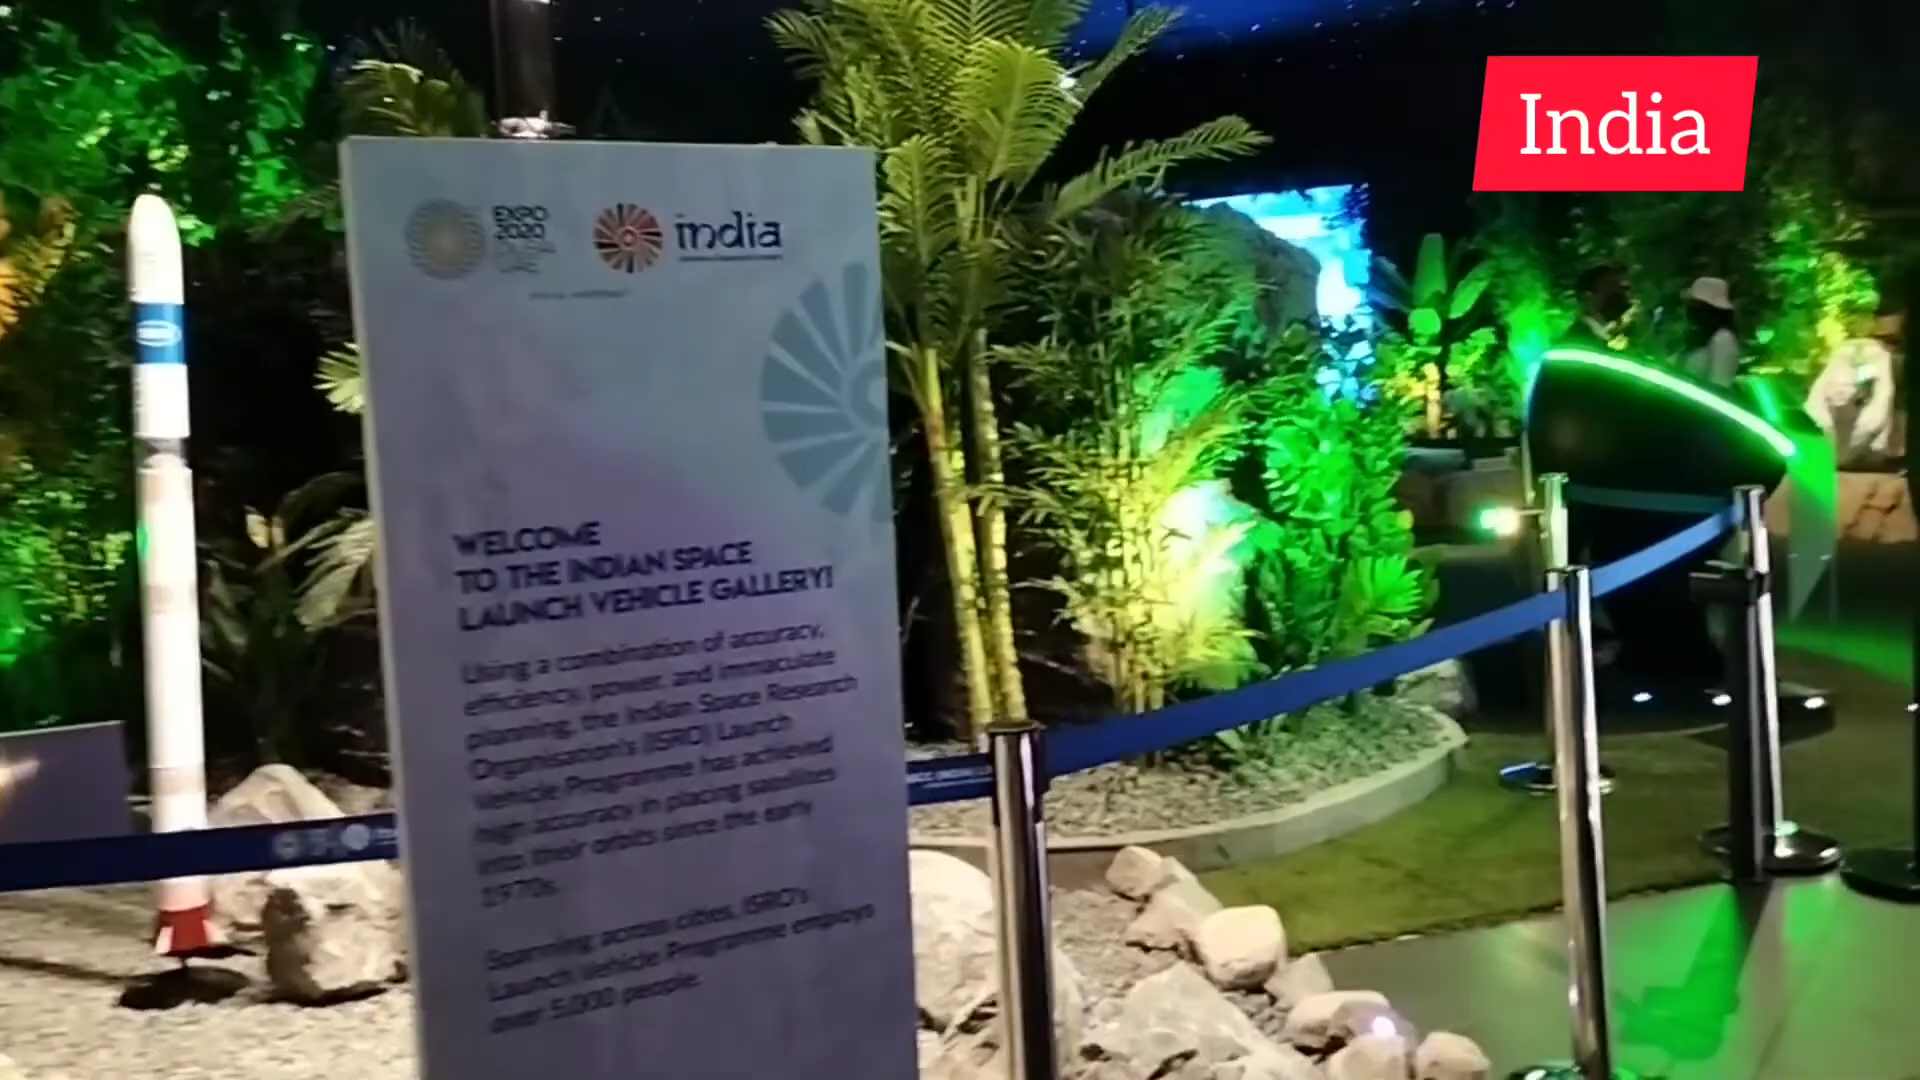 India
EXPO
2020
india
WELCOME
TO THE INDIAN SPACE
LAUNCH VEHICLE GALLERY!
Using a combination of accuracy,
efficiency, power, and immaculate
planning, the Indian Space Research
Organisation's (ISRO) Launch
Vehicle Programme has achieved
high accuracy in placing satellites
into their orbits since the early
1970s.
Spanning across cities, ISRO's
Launch Vehicle Programme employs
over 5,000 people.